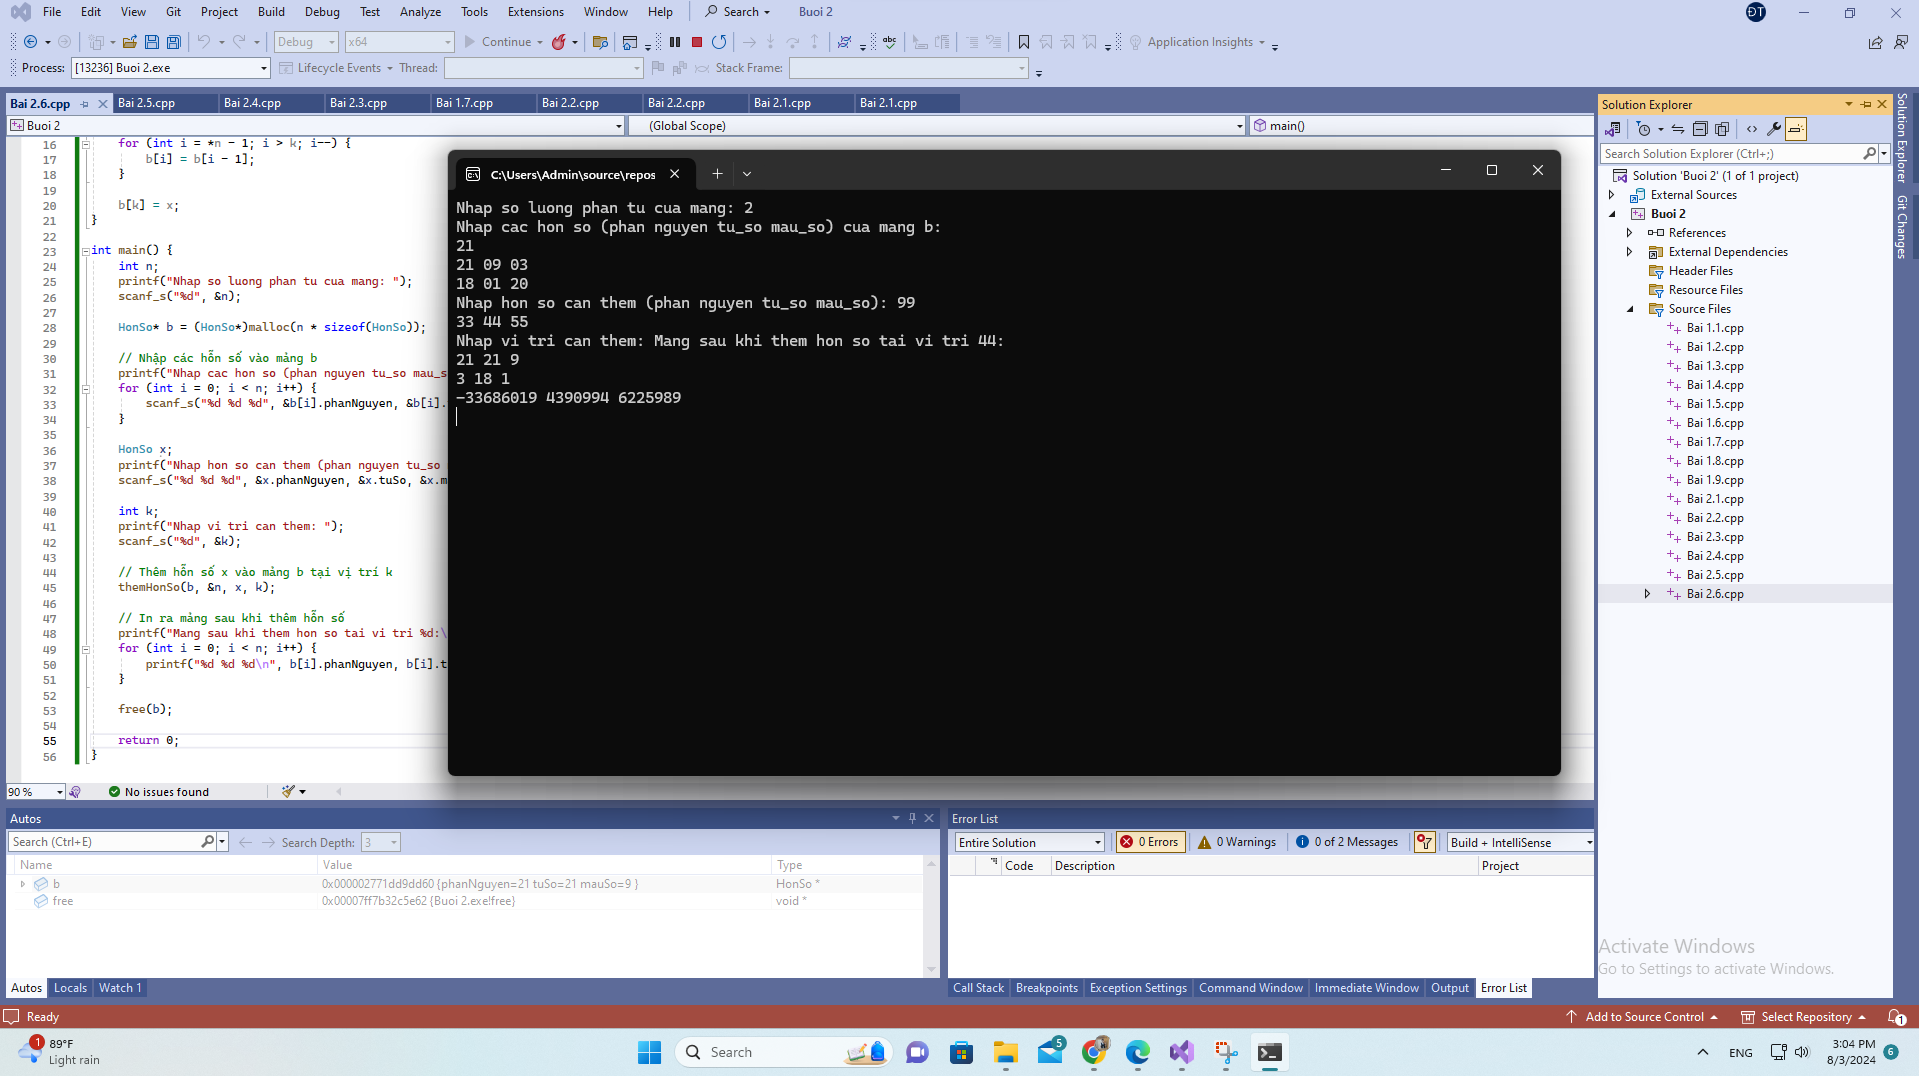 File Edit View Git Project Build Debug Test Analyze Tools Extensions Window Help Search Buoi 2 ĐT
Debug x64 Continue Application Insights
Process: [13236] Buoi 2.exe Lifecycle Events Thread: Stack Frame:
Bai 2.6.cpp Bai 2.5.cpp Bai 2.4.cpp Bai 2.3.cpp Bai 1.7.cpp Bai 2.2.cpp Bai 2.2.cpp Bai 2.1.cpp Bai 2.1.cpp
Buoi 2 (Global Scope) main()
16 for (int i = *n - 1; i > k; i--) {
17 b[i] = b[i - 1];
18 }
19
20 b[k] = x;
21 }
22
23 int main() {
24 int n;
25 printf("Nhap so luong phan tu cua mang: ");
26 scanf_s("%d", &n);
27
28 HonSo* b = (HonSo*)malloc(n * sizeof(HonSo));
29
30 // Nhập các hỗn số vào mảng b
31 printf("Nhap cac hon so (phan nguyen tu_so mau_s
32 for (int i = 0; i < n; i++) {
33 scanf_s("%d %d %d", &b[i].phanNguyen, &b[i].
34 }
35
36 HonSo x;
37 printf("Nhap hon so can them (phan nguyen tu_so
38 scanf_s("%d %d %d", &x.phanNguyen, &x.tuSo, &x.m
39
40 int k;
41 printf("Nhap vi tri can them: ");
42 scanf_s("%d", &k);
43
44 // Thêm hỗn số x vào mảng b tại vị trí k
45 themHonSo(b, &n, x, k);
46
47 // In ra mảng sau khi thêm hỗn số
48 printf("Mang sau khi them hon so tai vi tri %d:\
49 for (int i = 0; i < n; i++) {
50 printf("%d %d %d\n", b[i].phanNguyen, b[i].t
51 }
52
53 free(b);
54
55 return 0;
56 }
90 % No issues found
C:\Users\Admin\source\repos
Nhap so luong phan tu cua mang: 2
Nhap cac hon so (phan nguyen tu_so mau_so) cua mang b:
21
21 09 03
18 01 20
Nhap hon so can them (phan nguyen tu_so mau_so): 99
33 44 55
Nhap vi tri can them: Mang sau khi them hon so tai vi tri 44:
21 21 9
3 18 1
-33686019 4390994 6225989
Solution Explorer
Search Solution Explorer (Ctrl+;)
Solution 'Buoi 2' (1 of 1 project)
External Sources
Buoi 2
References
External Dependencies
Header Files
Resource Files
Source Files
Bai 1.1.cpp
Bai 1.2.cpp
Bai 1.3.cpp
Bai 1.4.cpp
Bai 1.5.cpp
Bai 1.6.cpp
Bai 1.7.cpp
Bai 1.8.cpp
Bai 1.9.cpp
Bai 2.1.cpp
Bai 2.2.cpp
Bai 2.3.cpp
Bai 2.4.cpp
Bai 2.5.cpp
Bai 2.6.cpp
Solution Explorer
Git Changes
Autos
Search (Ctrl+E) Search Depth: 3
Name Value Type
b 0x000002771dd9dd60 {phanNguyen=21 tuSo=21 mauSo=9 } HonSo *
free 0x00007ff7b32c5e62 {Buoi 2.exe!free} void *
Autos Locals Watch 1
Error List
Entire Solution 0 Errors 0 Warnings 0 of 2 Messages Build + IntelliSense
Code Description Project
Call Stack Breakpoints Exception Settings Command Window Immediate Window Output Error List
Activate Windows
Go to Settings to activate Windows.
Ready Add to Source Control Select Repository 1
1 89°F
Light rain
Search
5
ENG
3:04 PM
8/3/2024
6